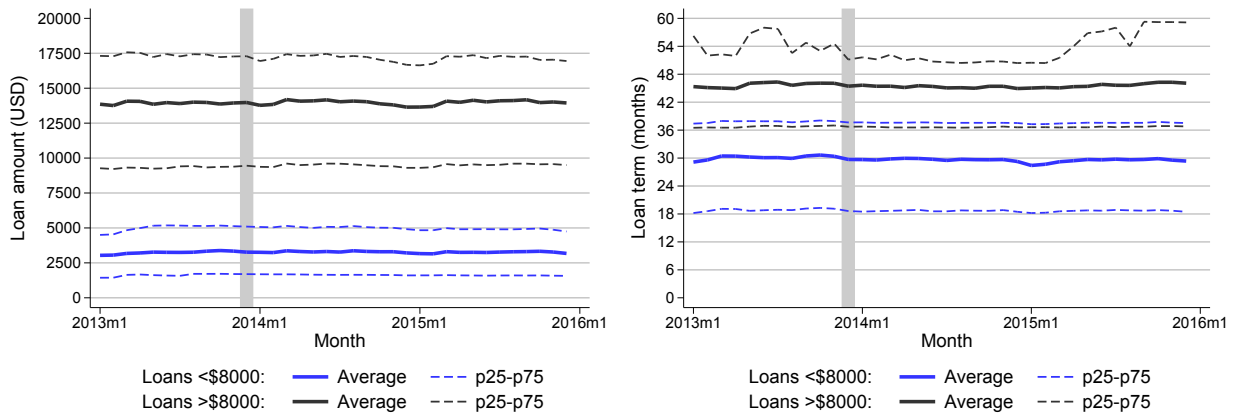 Loan amount (USD)
20000
17500
15000
12500
10000
7500
5000
2500
0
2013m1 2014m1 2015m1 2016m1
Month
Loans <$8000: Average p25-p75
Loans >$8000: Average p25-p75
Loan term (months)
60
54
48
42
36
30
24
18
12
6
0
2013m1 2014m1 2015m1 2016m1
Month
Loans <$8000: Average p25-p75
Loans >$8000: Average p25-p75